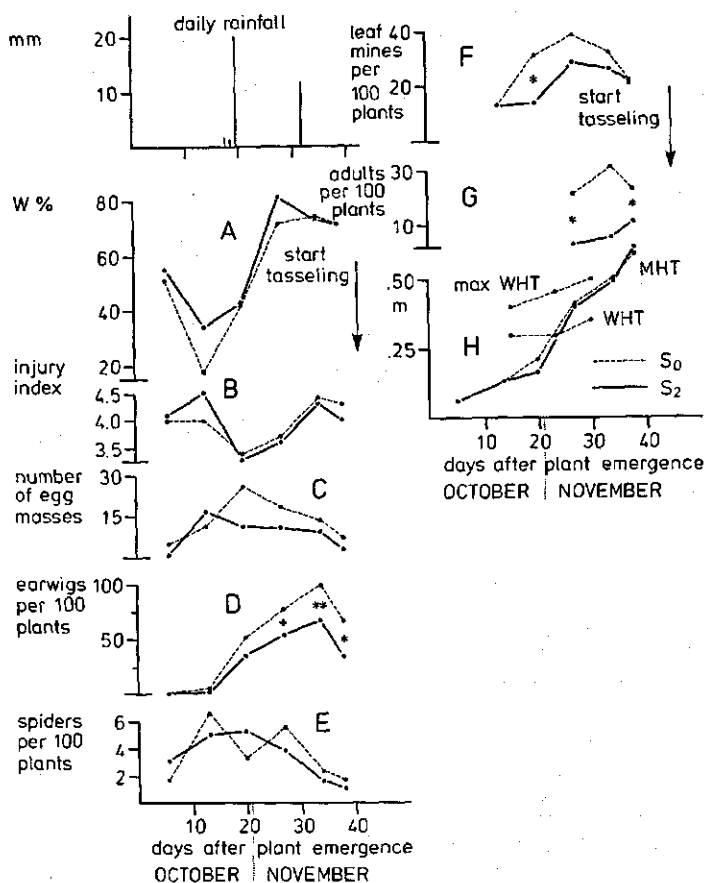 mm
daily rainfall
20
10
W %
80
60
40
20
A
start
tasseling
injury
index
4.5
4.0
3.5
B
number
of egg
masses
30
15
C
earwigs
per 100
plants
100
50
D
+
**
*
spiders
per 100
plants
6
4
2
E
10 20 30 40
days after plant emergence
OCTOBER NOVEMBER
leaf
mines
per
100 plants
40
20
F
*
start
tasseling
adults
per 100
plants
30
10
G
*
*
.50
m
.25
max WHT
MHT
WHT
H
S0
S2
10 20 30 40
days after plant emergence
OCTOBER NOVEMBER